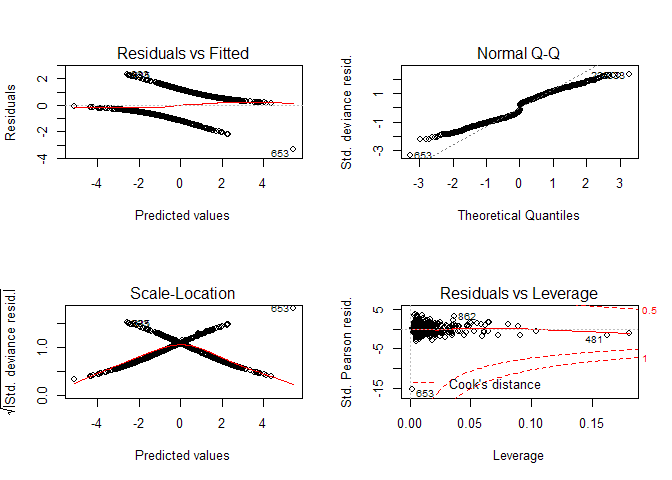 Residuals vs Fitted
Residuals
-4 -2 0 2
653
-4 -2 0 2 4
Predicted values
Normal Q-Q
Std. deviance resid.
-3 -1 1
653
-3 -2 -1 0 1 2 3
Theoretical Quantiles
Scale-Location
√|Std. deviance resid.|
0.0 1.0
653
-4 -2 0 2 4
Predicted values
Residuals vs Leverage
Std. Pearson resid.
-15 -5 5
862
481
653
Cook's distance
0.5
1
0.00 0.05 0.10 0.15
Leverage